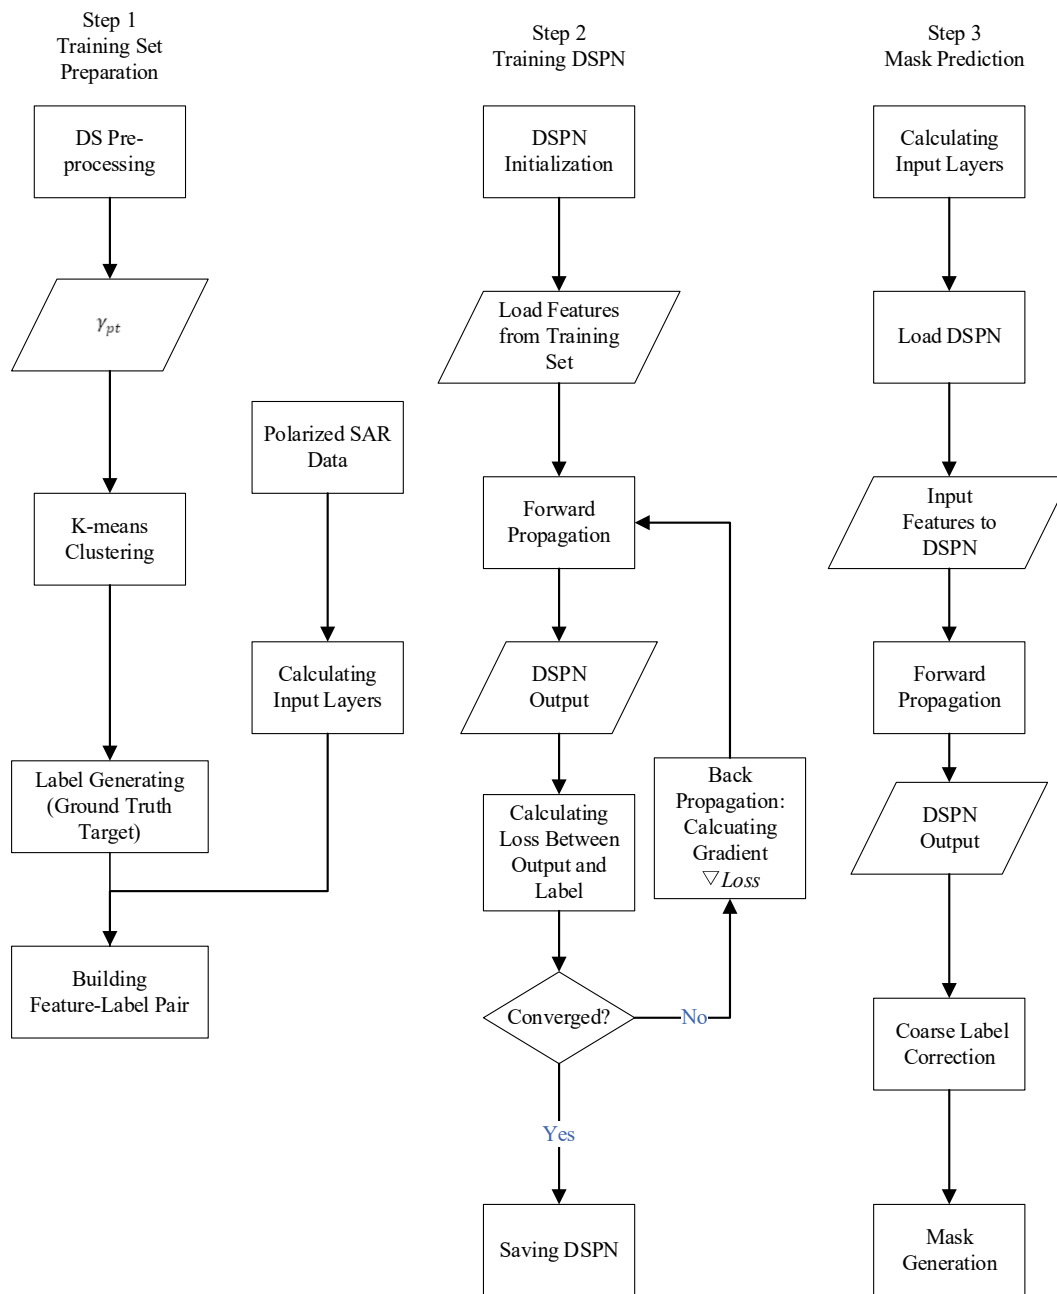 Step 1
Training Set
Preparation
DS Pre-
processing
γpt
K-means
Clustering
Polarized SAR
Data
Calculating
Input Layers
Label Generating
(Ground Truth
Target)
Building
Feature-Label Pair
Step 2
Training DSPN
DSPN
Initialization
Load Features
from Training
Set
Forward
Propagation
DSPN
Output
Calculating
Loss Between
Output and
Label
Back
Propagation:
Calcuating
Gradient
▽Loss
Converged?
No
Yes
Saving DSPN
Step 3
Mask Prediction
Calculating
Input Layers
Load DSPN
Input
Features to
DSPN
Forward
Propagation
DSPN
Output
Coarse Label
Correction
Mask
Generation